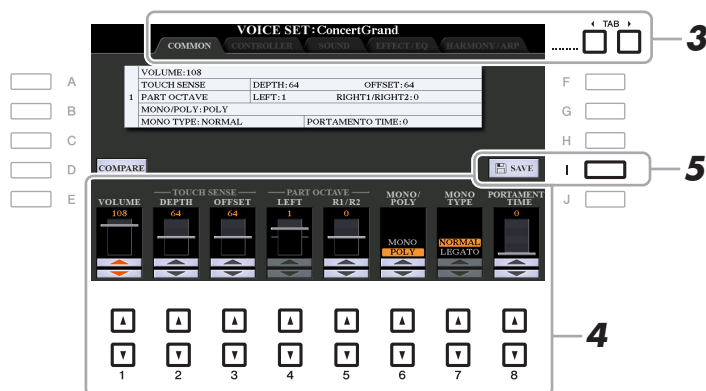 VOICE SET:ConcertGrand
TAB
3
COMMON CONTROLLER SOUND EFFECT/EQ HARMONY/ARP
VOLUME:108
TOUCH SENSE DEPTH:64 OFFSET:64
1 PART OCTAVE LEFT:1 RIGHT1/RIGHT2:0
MONO/POLY:POLY
MONO TYPE:NORMAL PORTAMENTO TIME:0
A
B
C
D
E
F
G
H
I
J
COMPARE
SAVE
5
TOUCH SENSE PART OCTAVE MONO/ MONO PORTAMENT
VOLUME DEPTH OFFSET LEFT R1/R2 POLY TYPE TIME
108 64 64 1 0 0
MONO NORMAL
POLY LEGATO
4
1 2 3 4 5 6 7 8